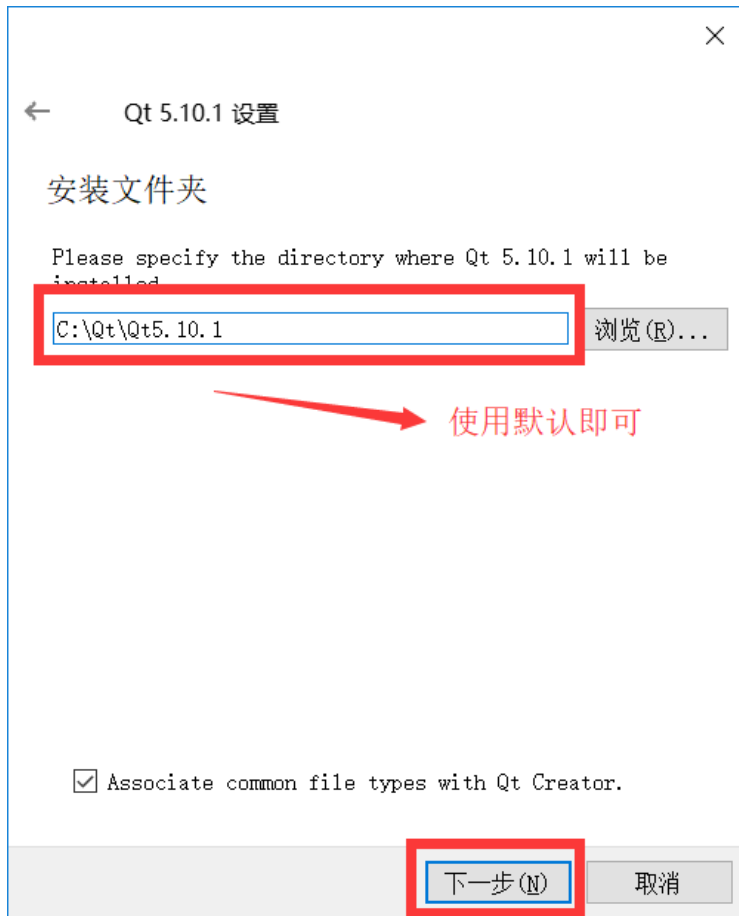 Qt 5.10.1 设置
安装文件夹
Please specify the directory where Qt 5.10.1 will be
installed
C:\Qt\Qt5.10.1
浏览(R)...
使用默认即可
Associate common file types with Qt Creator.
下一步(N)
取消